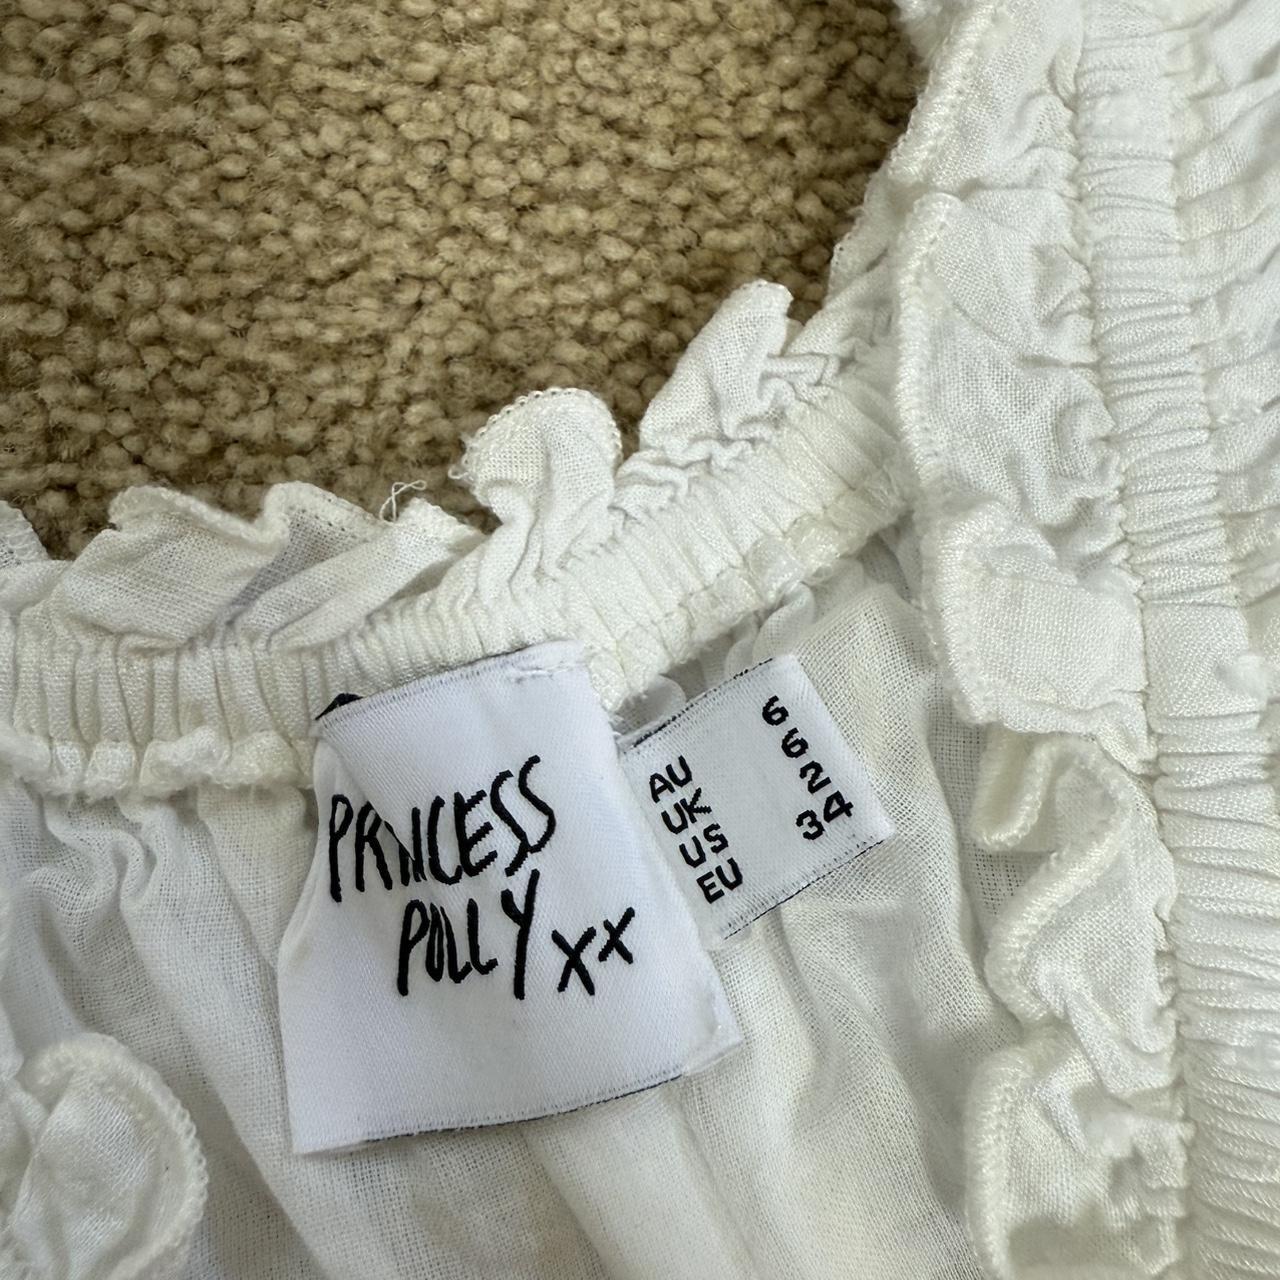 PRINCESS
POLLY xx
AU 6
UK 6
US 2
EU 34